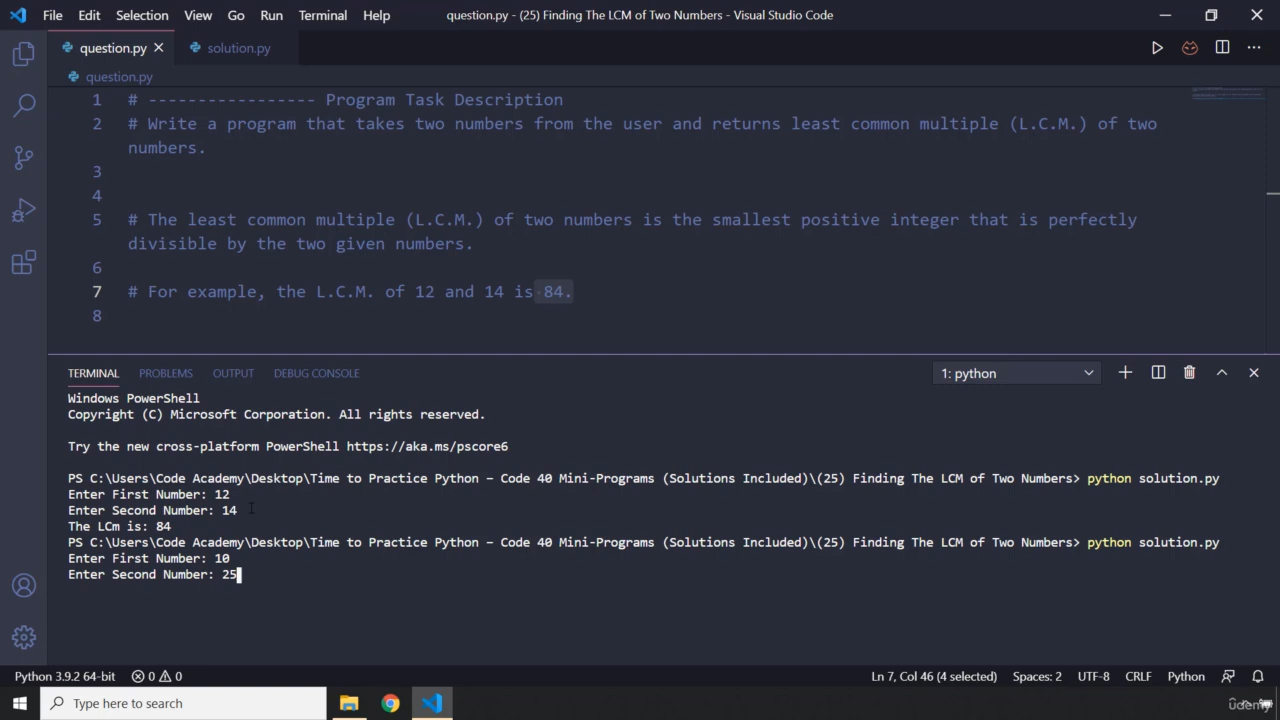 File Edit Selection View Go Run Terminal Help question.py - (25) Finding The LCM of Two Numbers - Visual Studio Code
question.py solution.py
question.py
1 # ----------------- Program Task Description
2 # Write a program that takes two numbers from the user and returns least common multiple (L.C.M.) of two
numbers.
3
4
5 # The least common multiple (L.C.M.) of two numbers is the smallest positive integer that is perfectly
divisible by the two given numbers.
6
7 # For example, the L.C.M. of 12 and 14 is 84.
8
TERMINAL PROBLEMS OUTPUT DEBUG CONSOLE 1: python
Windows PowerShell
Copyright (C) Microsoft Corporation. All rights reserved.
Try the new cross-platform PowerShell https://aka.ms/pscore6
PS C:\Users\Code Academy\Desktop\Time to Practice Python – Code 40 Mini-Programs (Solutions Included)\(25) Finding The LCM of Two Numbers> python solution.py
Enter First Number: 12
Enter Second Number: 14
The LCm is: 84
PS C:\Users\Code Academy\Desktop\Time to Practice Python – Code 40 Mini-Programs (Solutions Included)\(25) Finding The LCM of Two Numbers> python solution.py
Enter First Number: 10
Enter Second Number: 25
Python 3.9.2 64-bit 0 0 Ln 7, Col 46 (4 selected) Spaces: 2 UTF-8 CRLF Python
Type here to search
udemy